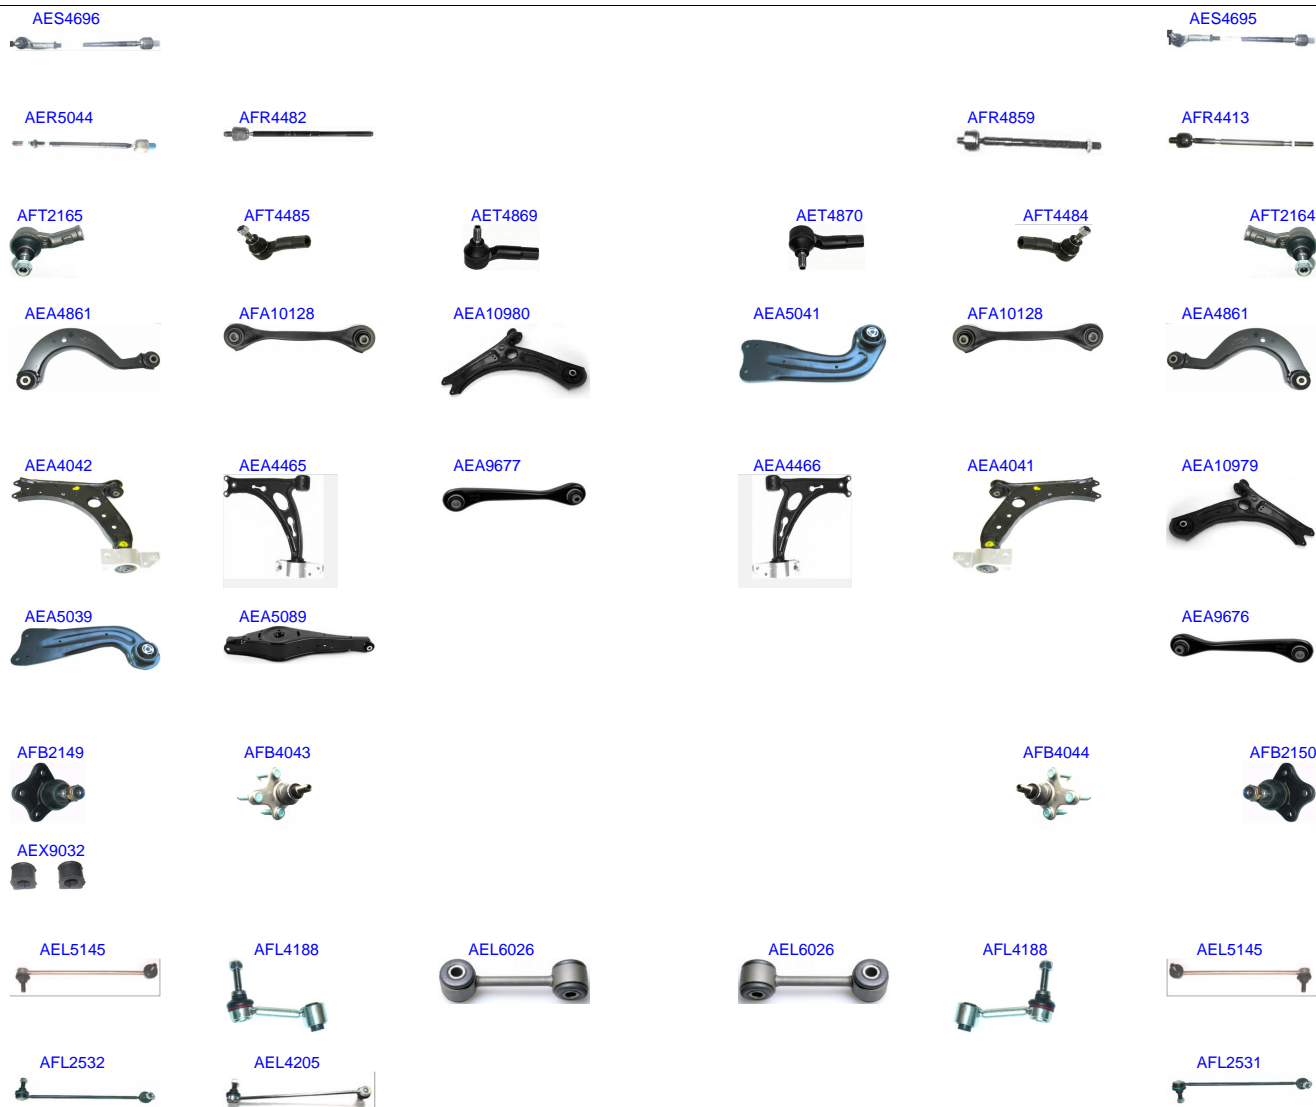 AES4696 AES4695
AER5044 AFR4482 AFR4859 AFR4413
AFT2165 AFT4485 AET4869 AET4870 AFT4484 AFT2164
AEA4861 AFA10128 AEA10980 AEA5041 AFA10128 AEA4861
AEA4042 AEA4465 AEA9677 AEA4466 AEA4041 AEA10979
AEA5039 AEA5089 AEA9676
AFB2149 AFB4043 AFB4044 AFB2150
AEX9032
AEL5145 AFL4188 AEL6026 AEL6026 AFL4188 AEL5145
AFL2532 AEL4205 AFL2531